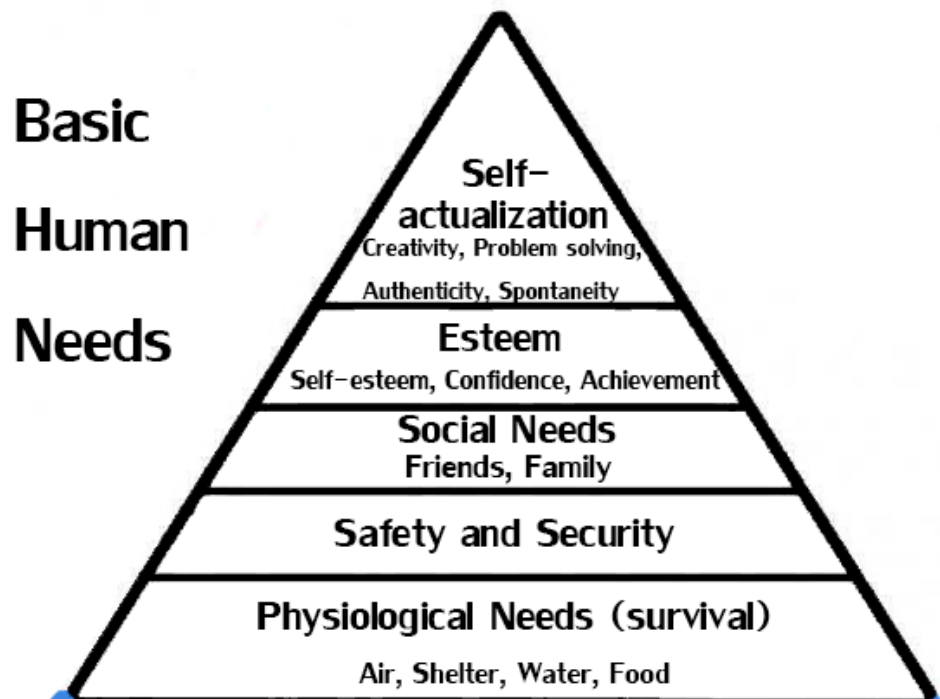 Basic
Human
Needs
Self-
actualization
Creativity, Problem solving,
Authenticity, Spontaneity
Esteem
Self-esteem, Confidence, Achievement
Social Needs
Friends, Family
Safety and Security
Physiological Needs (survival)
Air, Shelter, Water, Food